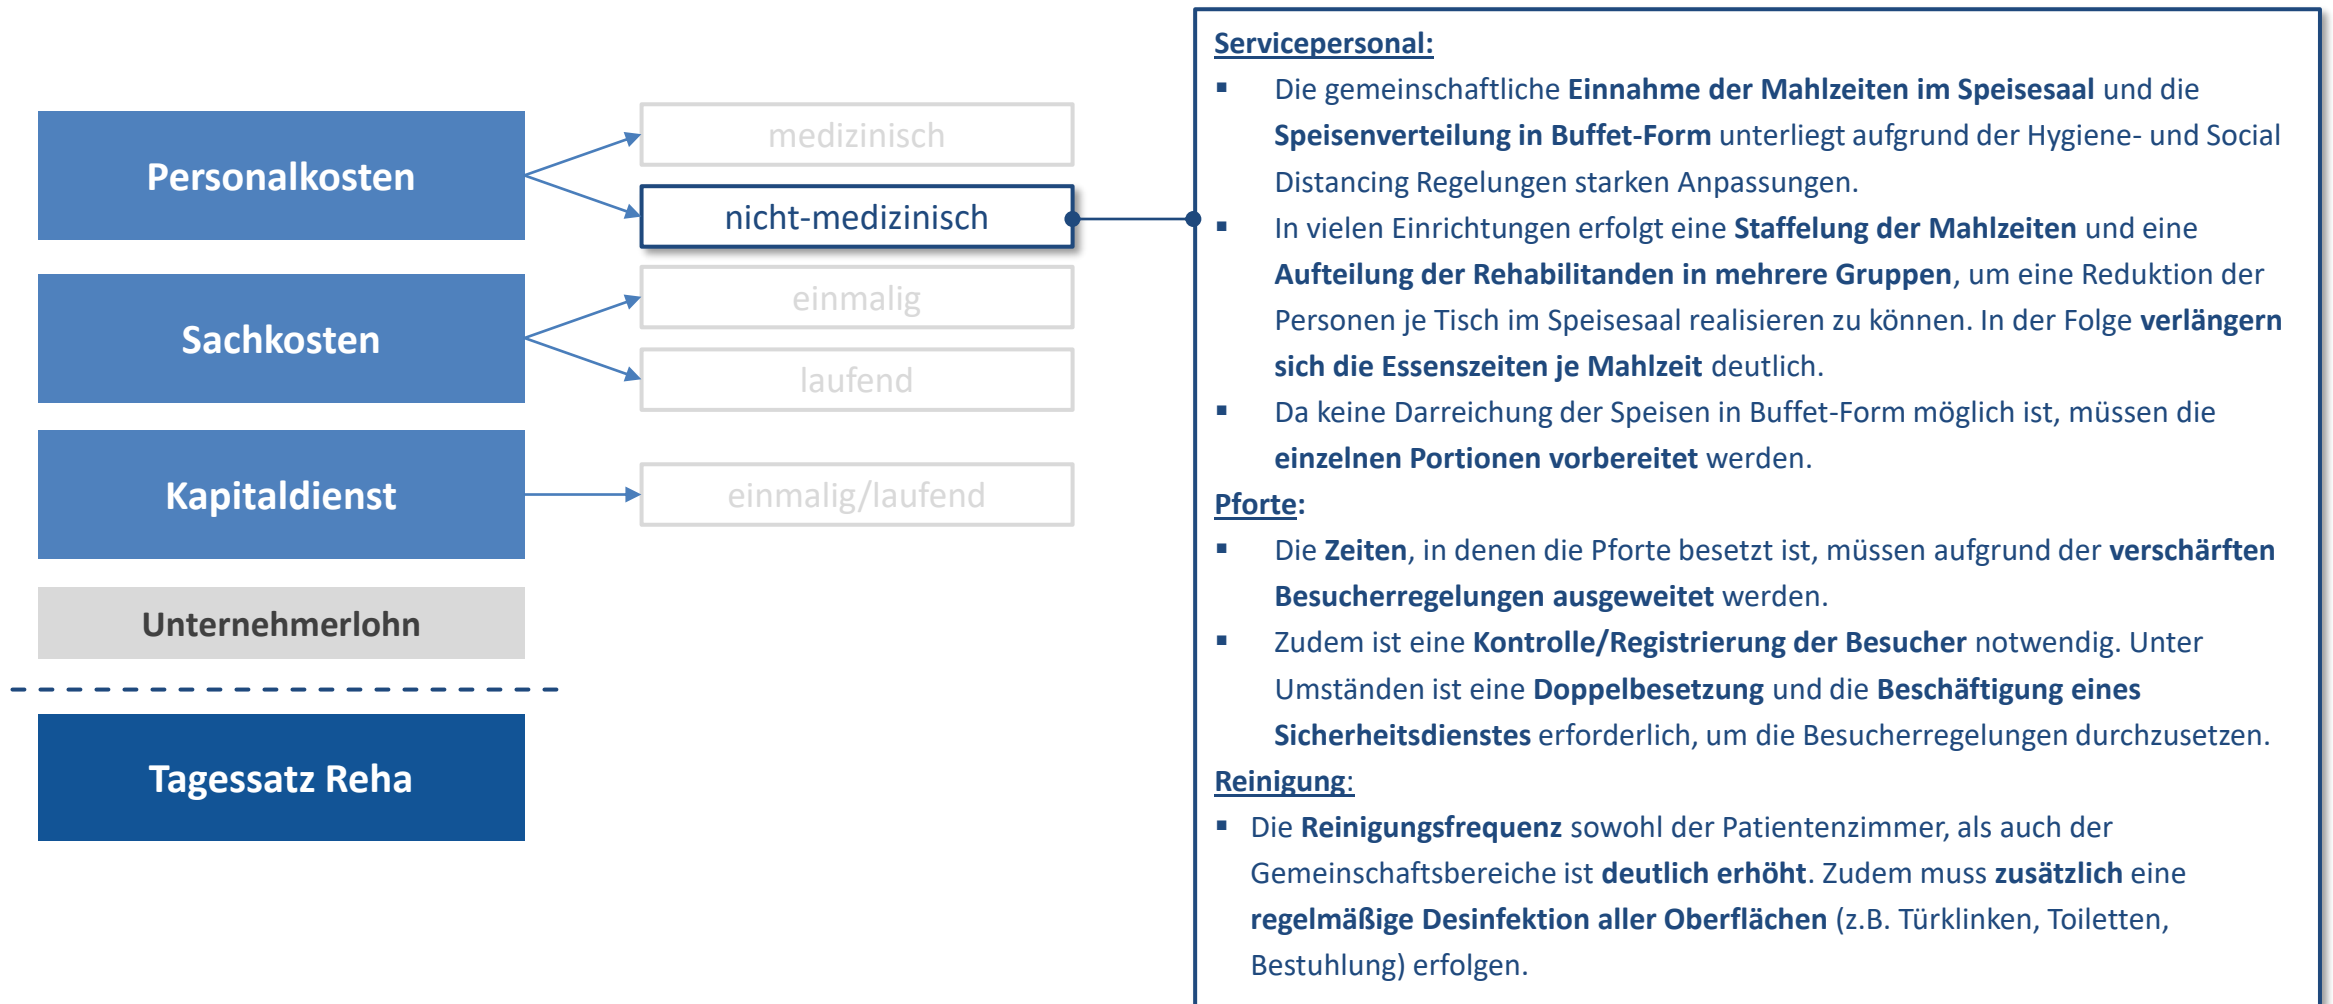 Personalkosten
medizinisch
nicht-medizinisch
Sachkosten
einmalig
laufend
Kapitaldienst
einmalig/laufend
Unternehmerlohn
Tagessatz Reha
Servicepersonal:
▪ Die gemeinschaftliche Einnahme der Mahlzeiten im Speisesaal und die
Speisenverteilung in Buffet-Form unterliegt aufgrund der Hygiene- und Social
Distancing Regelungen starken Anpassungen.
▪ In vielen Einrichtungen erfolgt eine Staffelung der Mahlzeiten und eine
Aufteilung der Rehabilitanden in mehrere Gruppen, um eine Reduktion der
Personen je Tisch im Speisesaal realisieren zu können. In der Folge verlängern
sich die Essenszeiten je Mahlzeit deutlich.
▪ Da keine Darreichung der Speisen in Buffet-Form möglich ist, müssen die
einzelnen Portionen vorbereitet werden.
Pforte:
▪ Die Zeiten, in denen die Pforte besetzt ist, müssen aufgrund der verschärften
Besucherregelungen ausgeweitet werden.
▪ Zudem ist eine Kontrolle/Registrierung der Besucher notwendig. Unter
Umständen ist eine Doppelbesetzung und die Beschäftigung eines
Sicherheitsdienstes erforderlich, um die Besucherregelungen durchzusetzen.
Reinigung:
▪ Die Reinigungsfrequenz sowohl der Patientenzimmer, als auch der
Gemeinschaftsbereiche ist deutlich erhöht. Zudem muss zusätzlich eine
regelmäßige Desinfektion aller Oberflächen (z.B. Türklinken, Toiletten,
Bestuhlung) erfolgen.